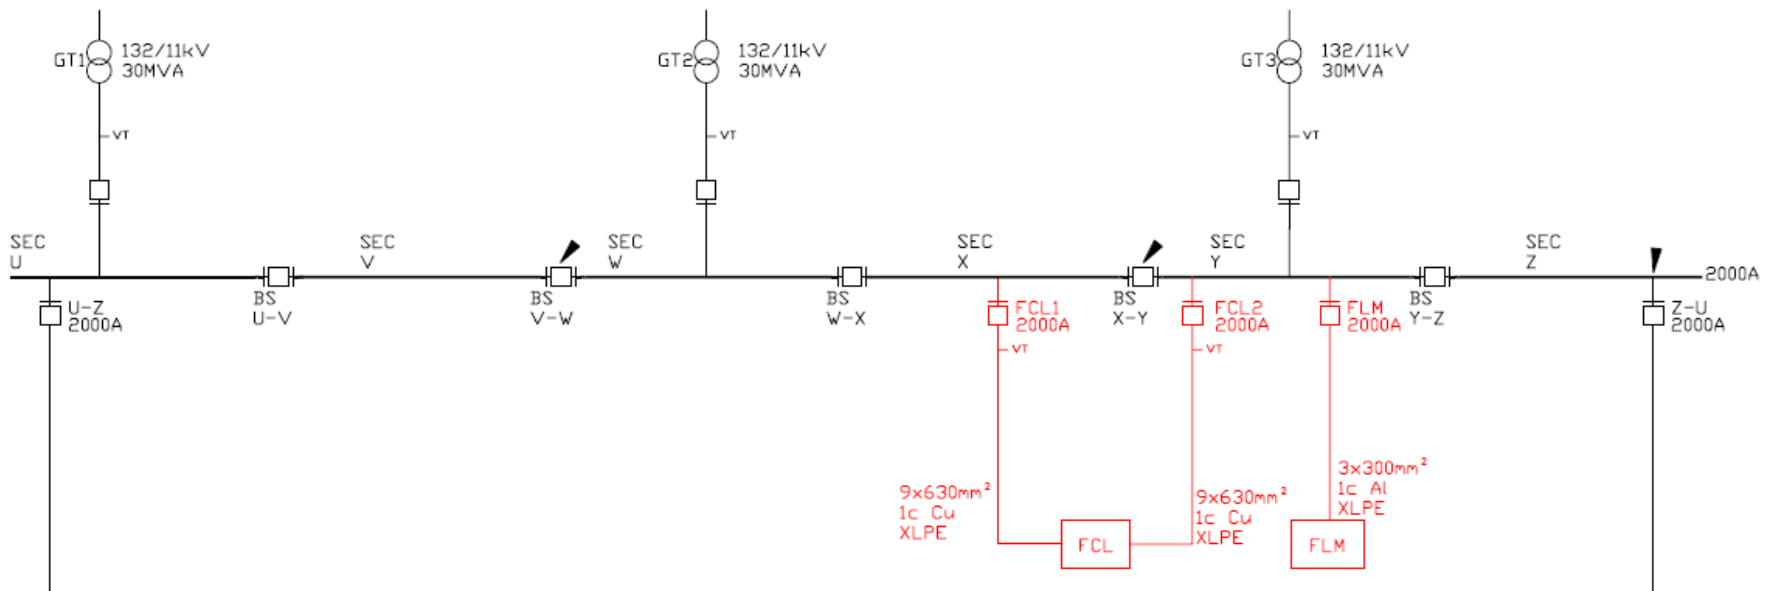 GT1
132/11kV
30MVA
GT2
132/11kV
30MVA
GT3
132/11kV
30MVA
VT
VT
VT
SEC
U
SEC
V
SEC
W
SEC
X
SEC
Y
SEC
Z
2000A
U-Z
2000A
BS
U-V
BS
V-W
BS
W-X
FCL1
2000A
BS
X-Y
FCL2
2000A
FLM
2000A
BS
Y-Z
Z-U
2000A
VT
VT
9x630mm²
1c Cu
XLPE
FCL
9x630mm²
1c Cu
XLPE
3x300mm²
1c Al
XLPE
FLM